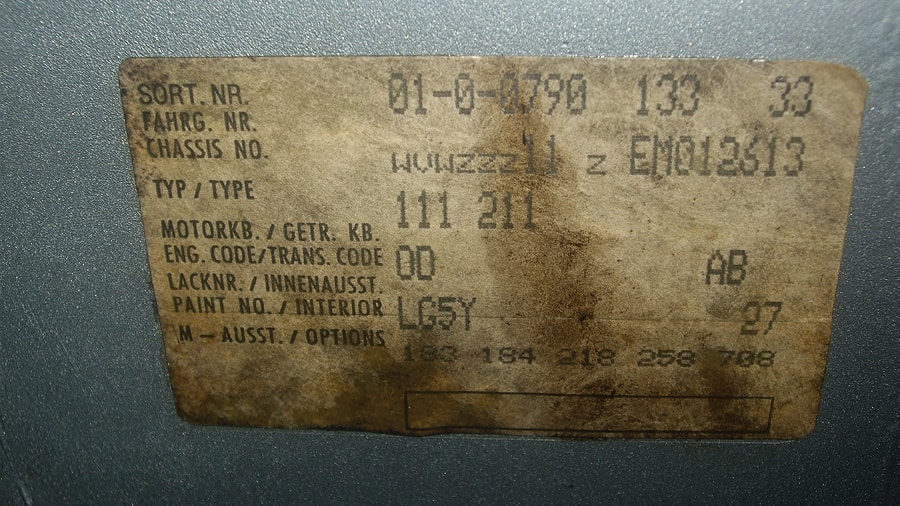 SORT. NR. 01-0-0790 133 33
FAHRG. NR.
CHASSIS NO. WVWZZZ11 Z EM012613
TYP / TYPE 111 211
MOTORKB. / GETR. KB.
ENG. CODE/TRANS. CODE 00 AB
LACKNR. / INNENAUSST.
PAINT NO. / INTERIOR LG5Y 27
M – AUSST. / OPTIONS 183 184 218 258 708